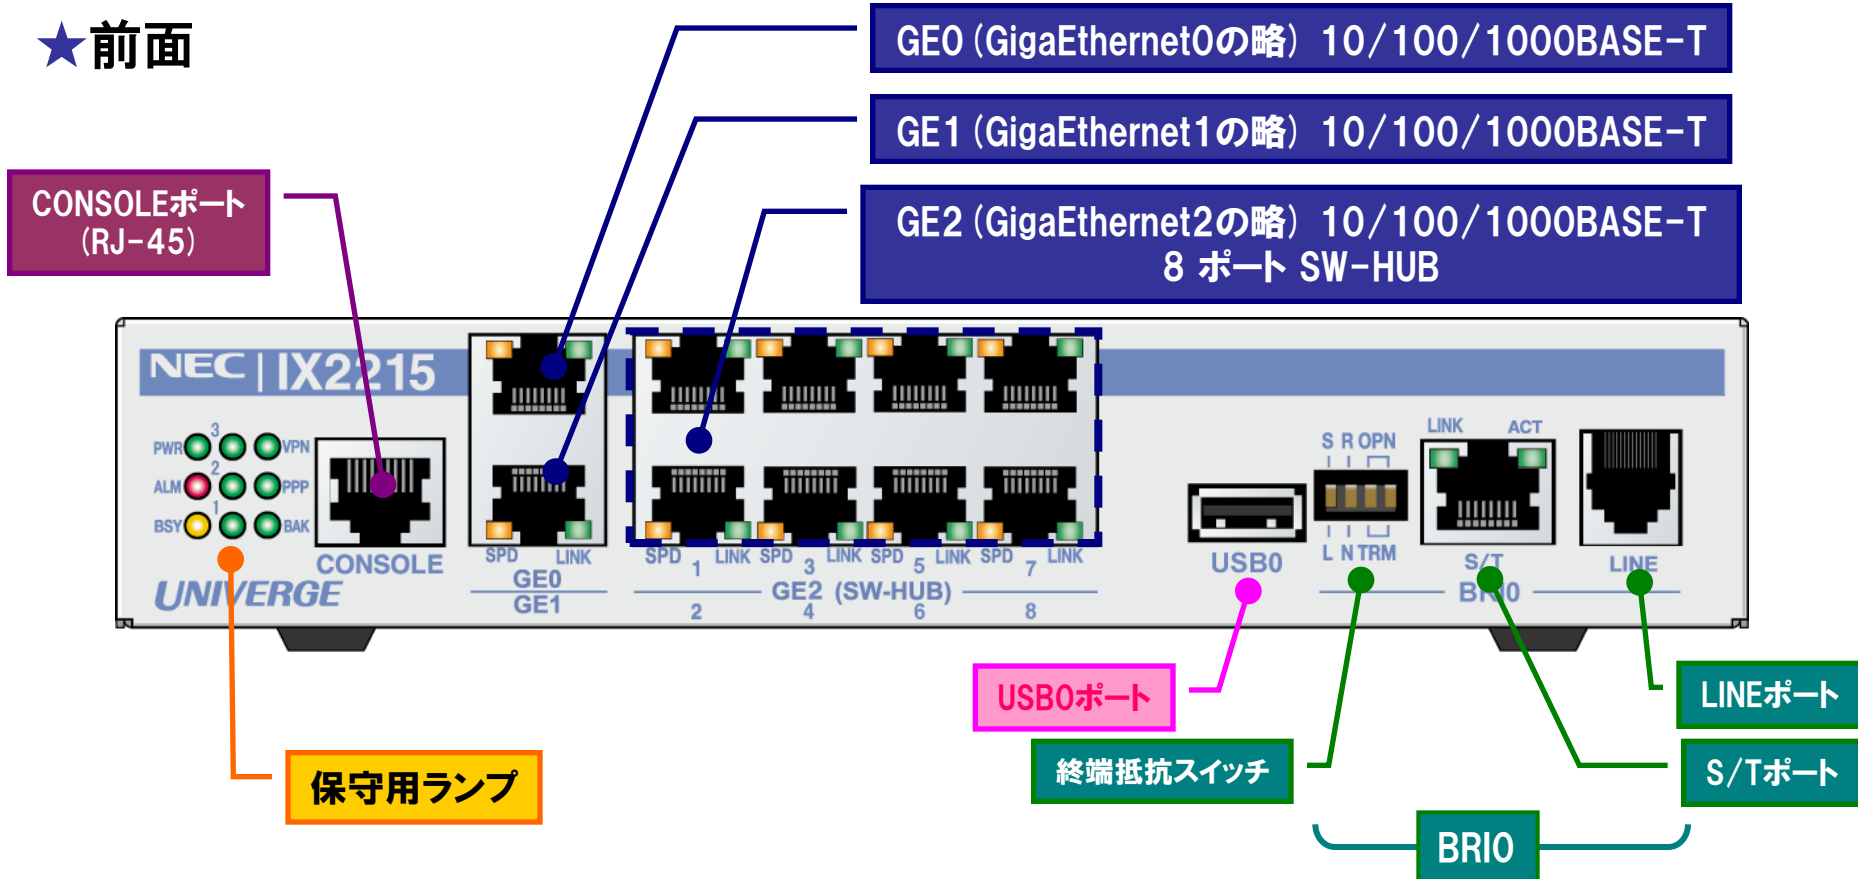 ★前面
GE0 (GigaEthernet0の略) 10/100/1000BASE-T
GE1 (GigaEthernet1の略) 10/100/1000BASE-T
GE2 (GigaEthernet2の略) 10/100/1000BASE-T
8 ポート SW-HUB
CONSOLEポート
(RJ-45)
NEC | IX2215
PWR 3 VPN
ALM 2 PPP
BSY 1 BAK
CONSOLE
UNIVERGE
SPD LINK
GE0
GE1
SPD 1 LINK SPD 3 LINK SPD 5 LINK SPD 7 LINK
GE2 (SW-HUB)
2 4 6 8
USB0
S R OPN
L N TRM
LINK ACT
S/T
LINE
BRI0
USB0ポート
LINEポート
終端抵抗スイッチ
S/Tポート
保守用ランプ
BRI0